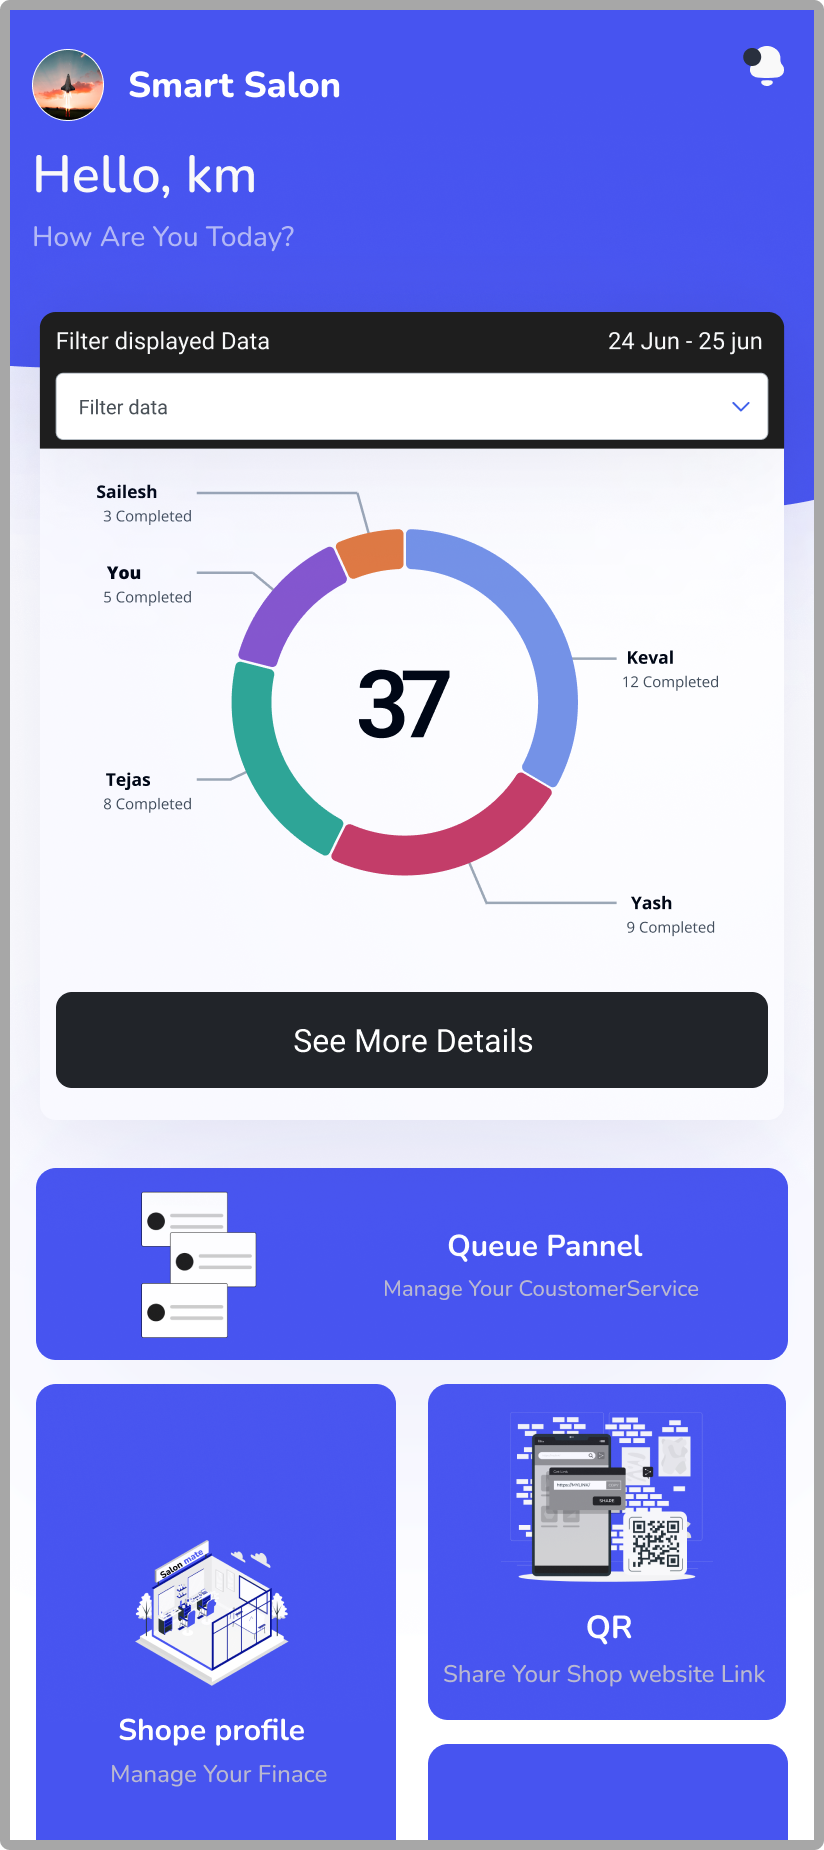 Smart Salon
Hello, km
How Are You Today?
Filter displayed Data
24 Jun - 25 jun
Filter data
Sailesh
3 Completed
You
5 Completed
Keval
12 Completed
37
Tejas
8 Completed
Yash
9 Completed
See More Details
Queue Pannel
Manage Your CoustomerService
Salon mate
SHARE
QR
Share Your Shop website Link
Shope profile
Manage Your Finace